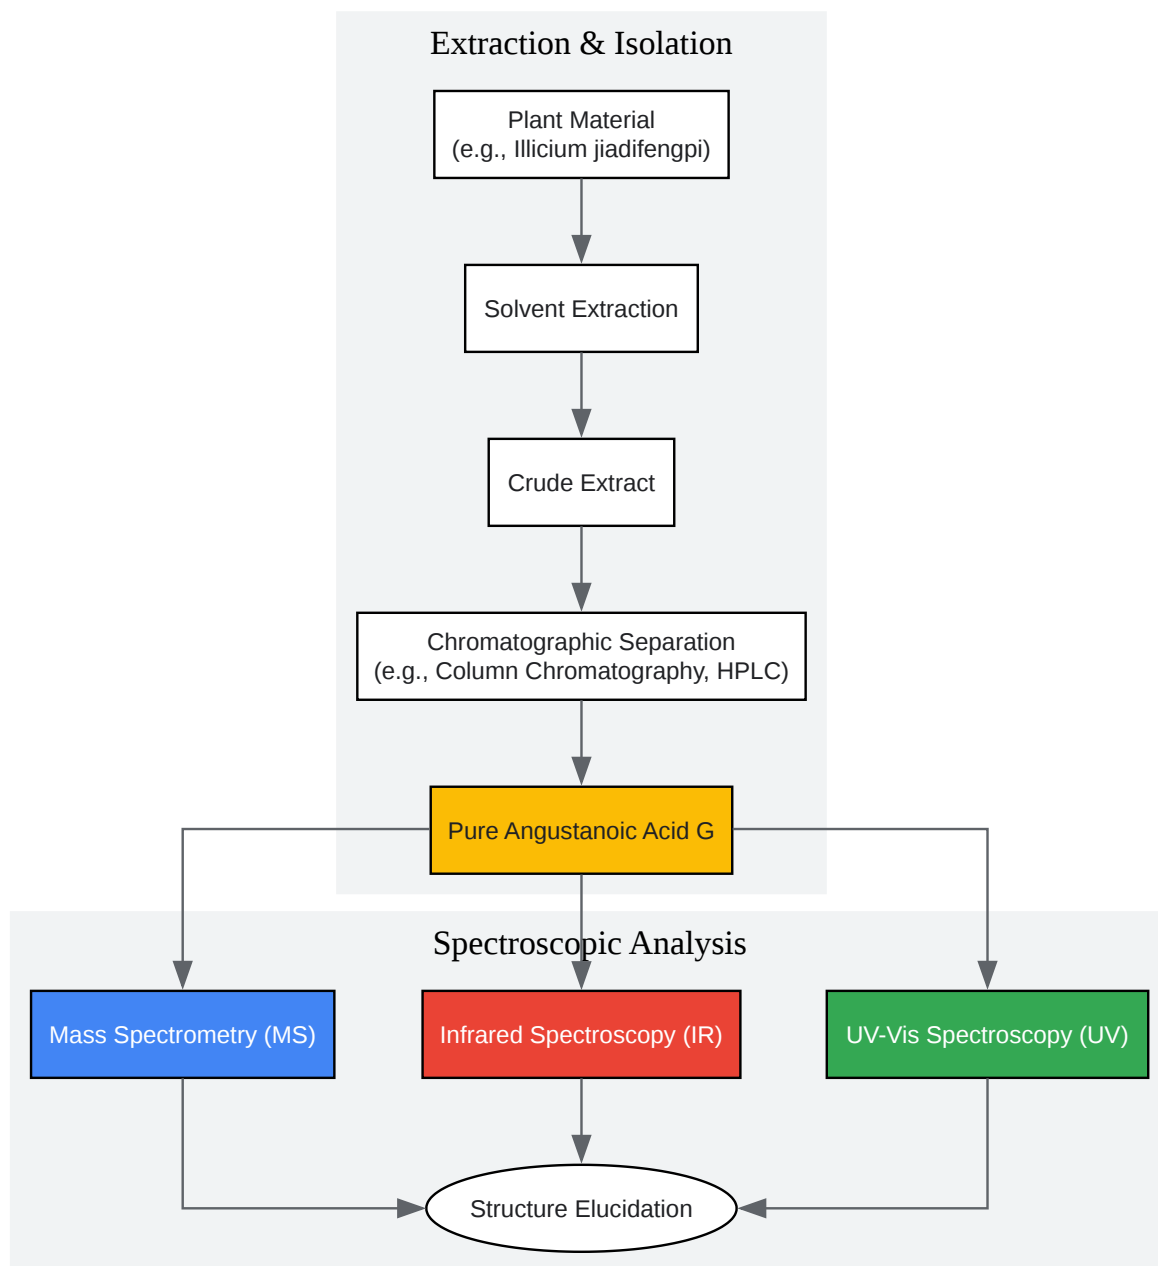 Extraction & Isolation
Plant Material
(e.g., Illicium jiadifengpi)
Solvent Extraction
Crude Extract
Chromatographic Separation
(e.g., Column Chromatography, HPLC)
Pure Angustanoic Acid G
Spectroscopic Analysis
Mass Spectrometry (MS)
Infrared Spectroscopy (IR)
UV-Vis Spectroscopy (UV)
Structure Elucidation